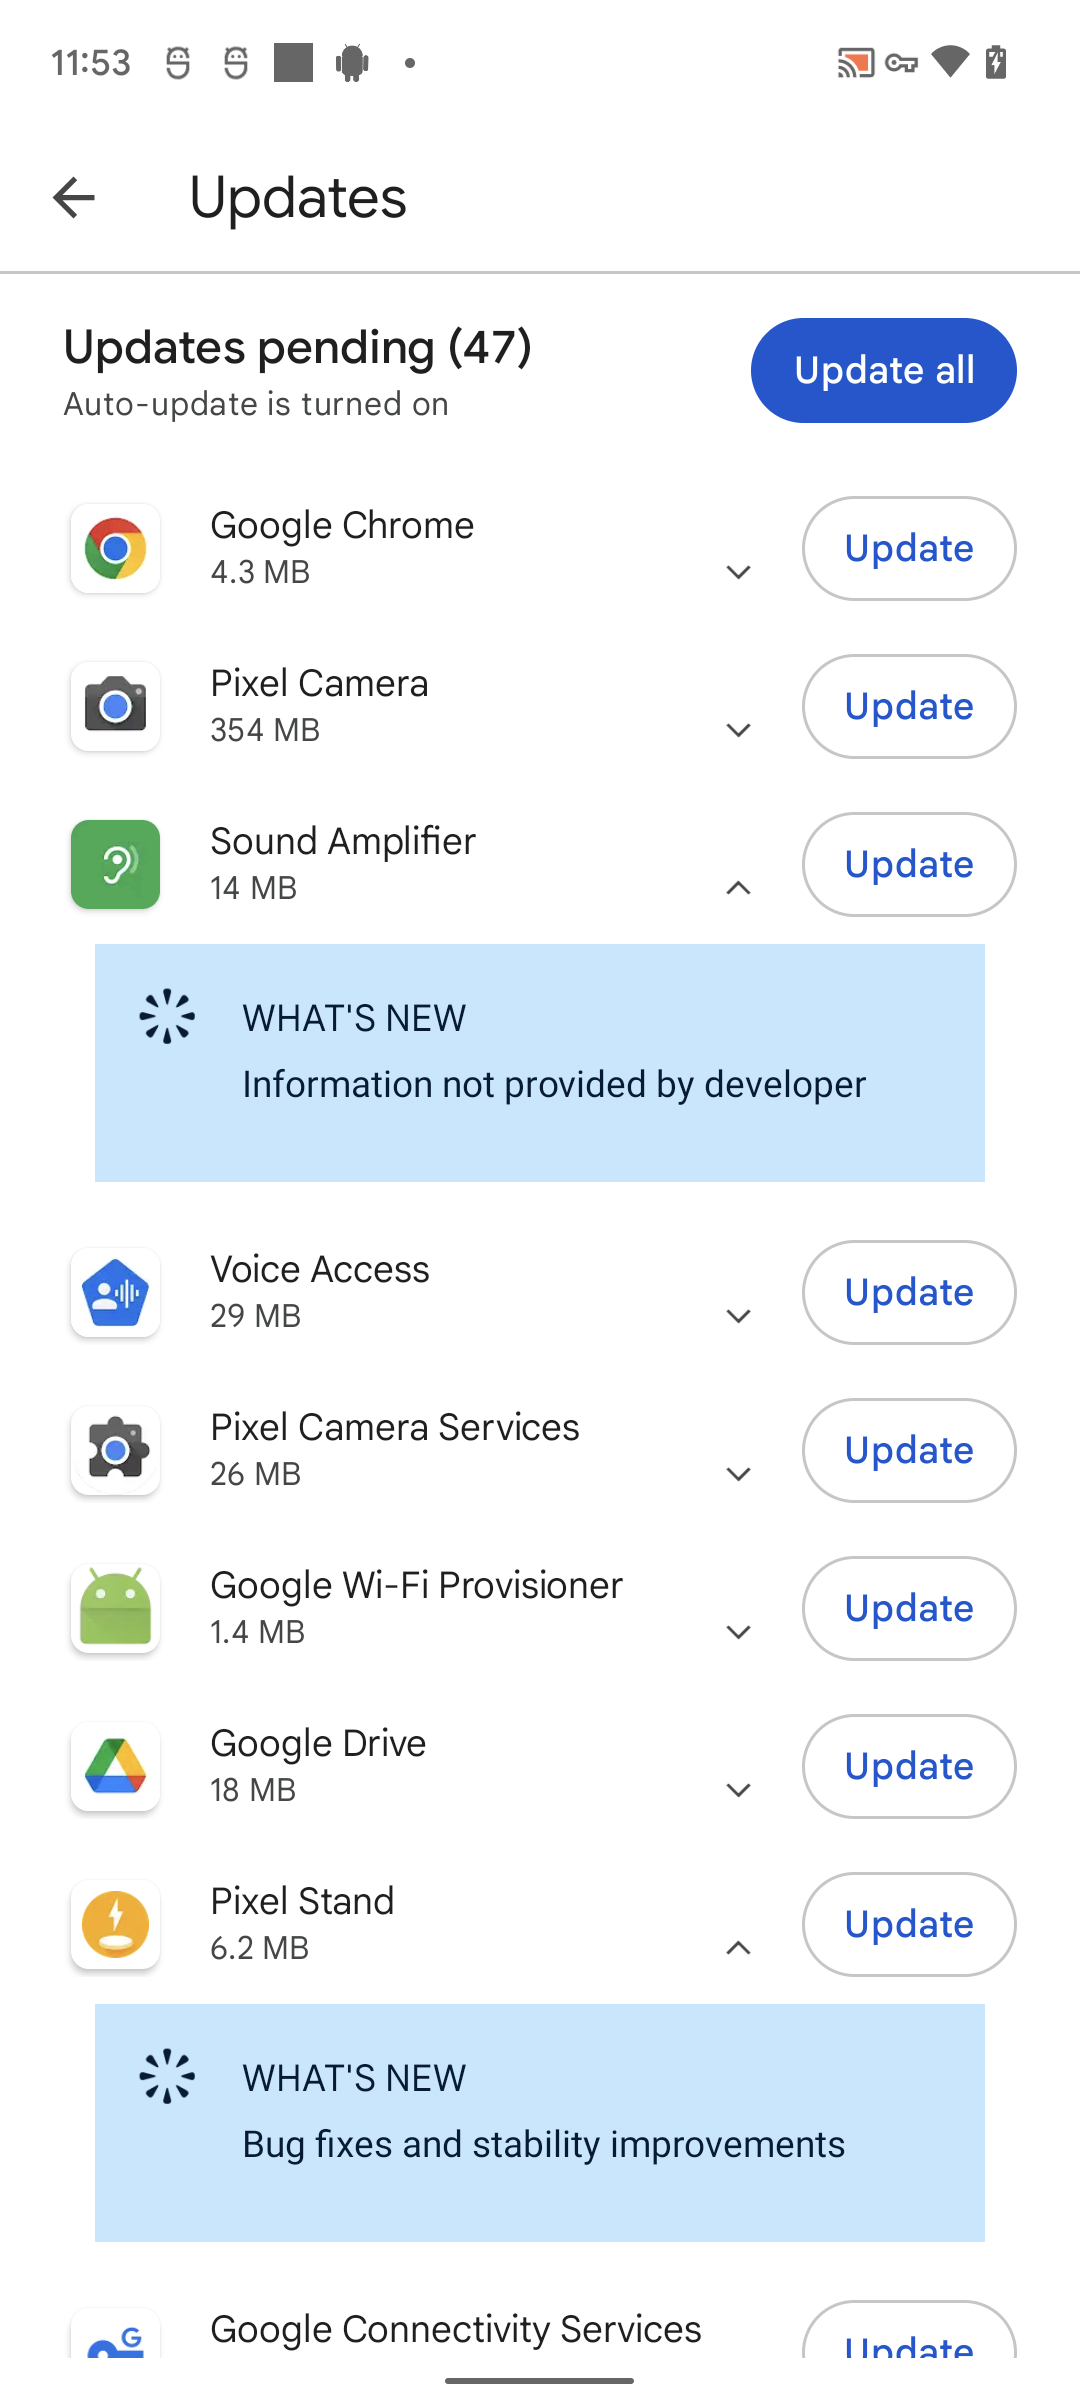 11:53
Updates
Updates pending (47)
Auto-update is turned on
Update all
Google Chrome
4.3 MB
Update
Pixel Camera
354 MB
Update
Sound Amplifier
14 MB
Update
WHAT'S NEW
Information not provided by developer
Voice Access
29 MB
Update
Pixel Camera Services
26 MB
Update
Google Wi-Fi Provisioner
1.4 MB
Update
Google Drive
18 MB
Update
Pixel Stand
6.2 MB
Update
WHAT'S NEW
Bug fixes and stability improvements
Google Connectivity Services
Update